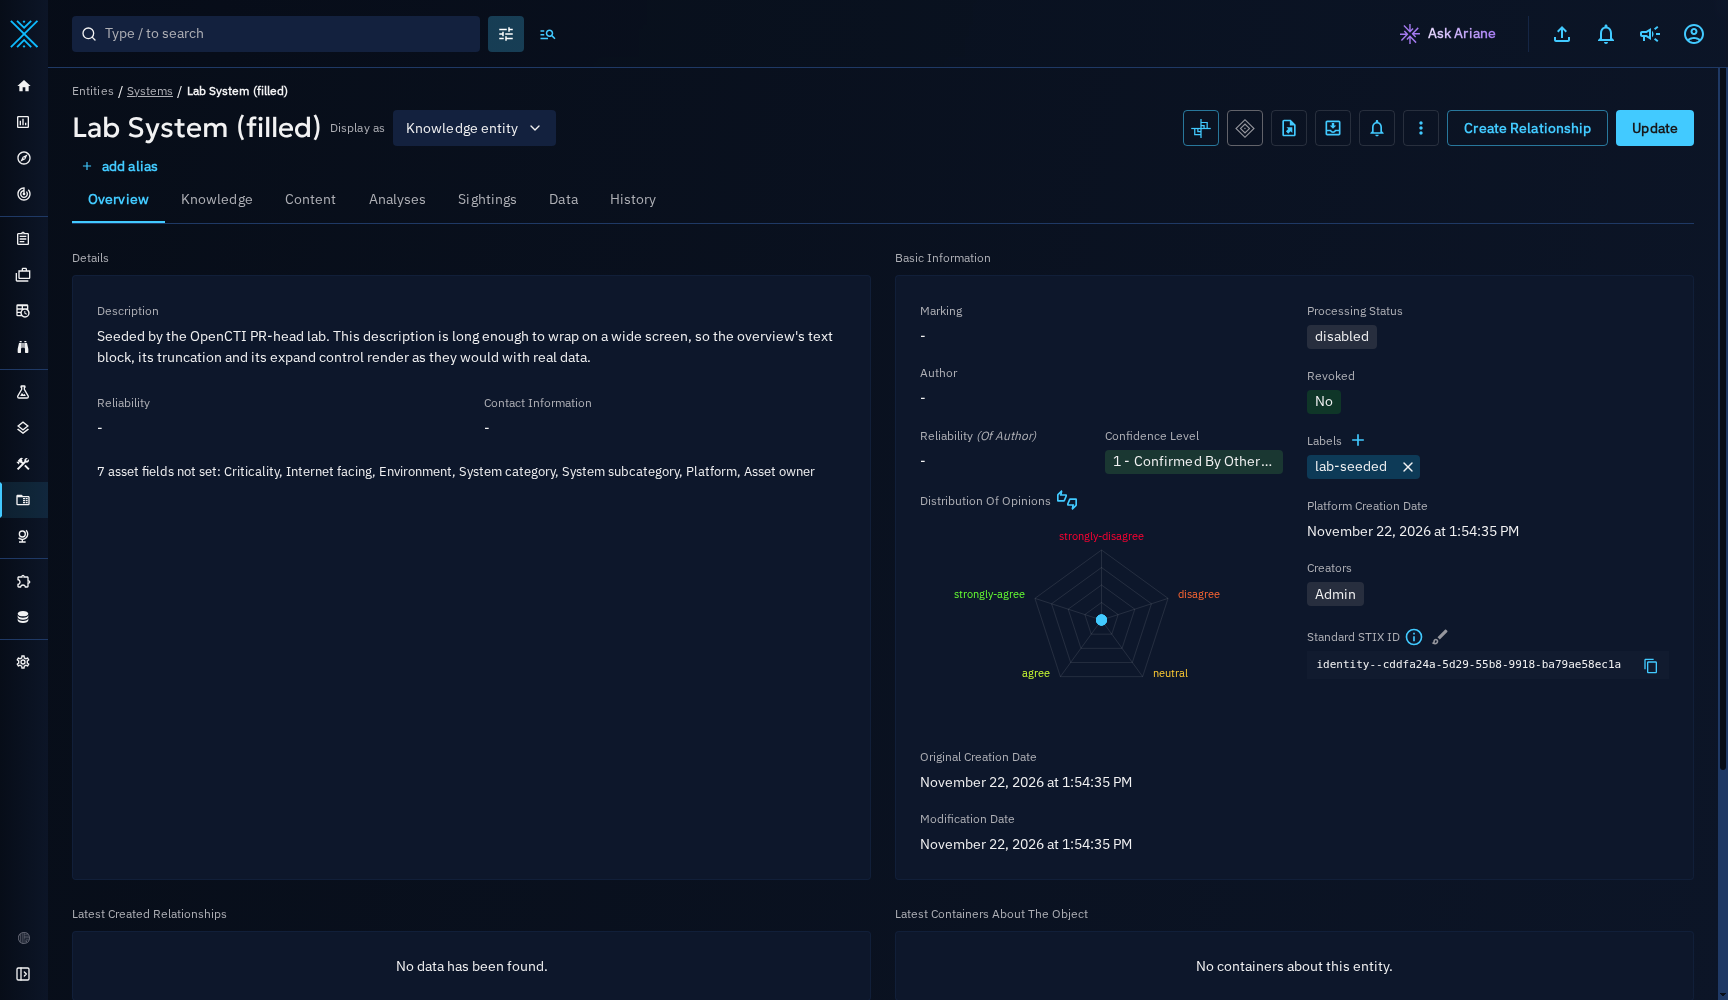 Type / to search
Ask Ariane
Entities / Systems / Lab System (filled)
Lab System (filled)
Display as
Knowledge entity
Create Relationship
Update
add alias
Overview
Knowledge
Content
Analyses
Sightings
Data
History
Details
Description
Seeded by the OpenCTI PR-head lab. This description is long enough to wrap on a wide screen, so the overview's text
block, its truncation and its expand control render as they would with real data.
Reliability
-
Contact Information
-
7 asset fields not set: Criticality, Internet facing, Environment, System category, System subcategory, Platform, Asset owner
Basic Information
Marking
-
Author
-
Reliability (Of Author)
-
Confidence Level
1 - Confirmed By Other...
Distribution Of Opinions
strongly-disagree
strongly-agree
disagree
agree
neutral
Original Creation Date
November 22, 2026 at 1:54:35 PM
Modification Date
November 22, 2026 at 1:54:35 PM
Processing Status
disabled
Revoked
No
Labels
lab-seeded
Platform Creation Date
November 22, 2026 at 1:54:35 PM
Creators
Admin
Standard STIX ID
identity--cddfa24a-5d29-55b8-9918-ba79ae58ec1a
Latest Created Relationships
No data has been found.
Latest Containers About The Object
No containers about this entity.